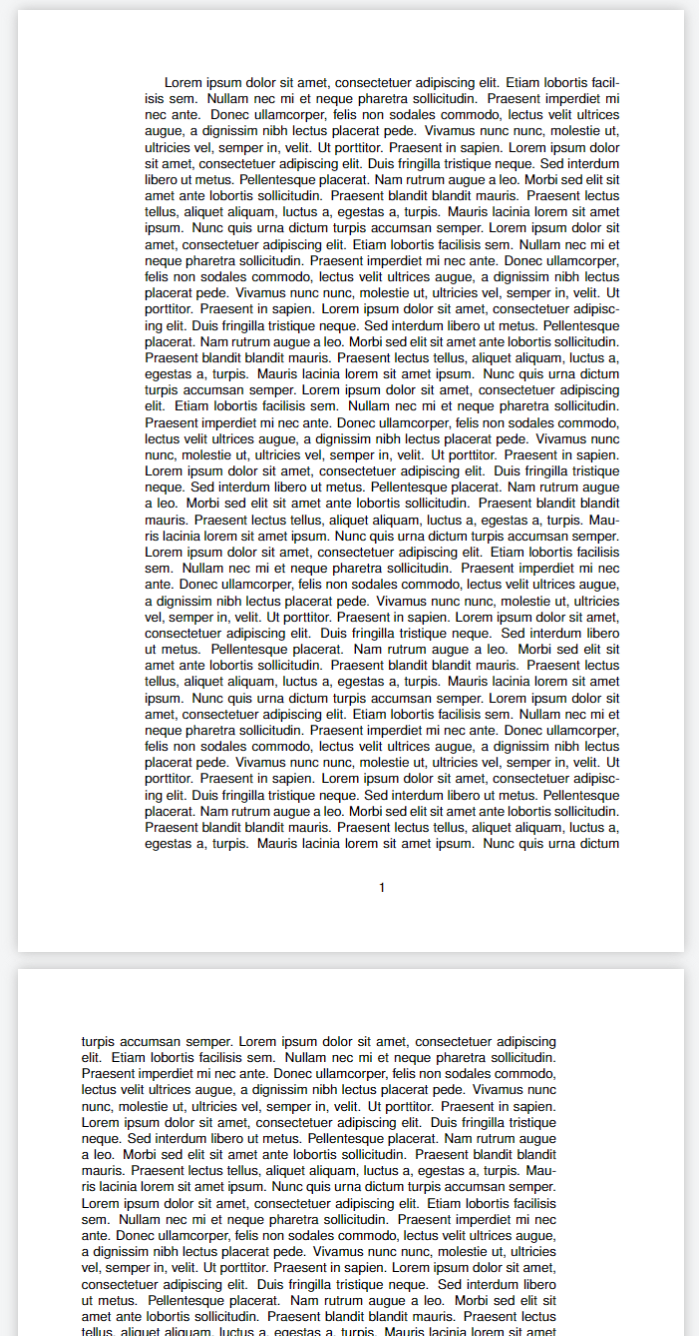 Lorem ipsum dolor sit amet, consectetuer adipiscing elit. Etiam lobortis facil-
isis sem. Nullam nec mi et neque pharetra sollicitudin. Praesent imperdiet mi
nec ante. Donec ullamcorper, felis non sodales commodo, lectus velit ultrices
augue, a dignissim nibh lectus placerat pede. Vivamus nunc nunc, molestie ut,
ultricies vel, semper in, velit. Ut porttitor. Praesent in sapien. Lorem ipsum dolor
sit amet, consectetuer adipiscing elit. Duis fringilla tristique neque. Sed interdum
libero ut metus. Pellentesque placerat. Nam rutrum augue a leo. Morbi sed elit sit
amet ante lobortis sollicitudin. Praesent blandit blandit mauris. Praesent lectus
tellus, aliquet aliquam, luctus a, egestas a, turpis. Mauris lacinia lorem sit amet
ipsum. Nunc quis urna dictum turpis accumsan semper. Lorem ipsum dolor sit
amet, consectetuer adipiscing elit. Etiam lobortis facilisis sem. Nullam nec mi et
neque pharetra sollicitudin. Praesent imperdiet mi nec ante. Donec ullamcorper,
felis non sodales commodo, lectus velit ultrices augue, a dignissim nibh lectus
placerat pede. Vivamus nunc nunc, molestie ut, ultricies vel, semper in, velit. Ut
porttitor. Praesent in sapien. Lorem ipsum dolor sit amet, consectetuer adipisc-
ing elit. Duis fringilla tristique neque. Sed interdum libero ut metus. Pellentesque
placerat. Nam rutrum augue a leo. Morbi sed elit sit amet ante lobortis sollicitudin.
Praesent blandit blandit mauris. Praesent lectus tellus, aliquet aliquam, luctus a,
egestas a, turpis. Mauris lacinia lorem sit amet ipsum. Nunc quis urna dictum
turpis accumsan semper. Lorem ipsum dolor sit amet, consectetuer adipiscing
elit. Etiam lobortis facilisis sem. Nullam nec mi et neque pharetra sollicitudin.
Praesent imperdiet mi nec ante. Donec ullamcorper, felis non sodales commodo,
lectus velit ultrices augue, a dignissim nibh lectus placerat pede. Vivamus nunc
nunc, molestie ut, ultricies vel, semper in, velit. Ut porttitor. Praesent in sapien.
Lorem ipsum dolor sit amet, consectetuer adipiscing elit. Duis fringilla tristique
neque. Sed interdum libero ut metus. Pellentesque placerat. Nam rutrum augue
a leo. Morbi sed elit sit amet ante lobortis sollicitudin. Praesent blandit blandit
mauris. Praesent lectus tellus, aliquet aliquam, luctus a, egestas a, turpis. Mau-
ris lacinia lorem sit amet ipsum. Nunc quis urna dictum turpis accumsan semper.
Lorem ipsum dolor sit amet, consectetuer adipiscing elit. Etiam lobortis facilisis
sem. Nullam nec mi et neque pharetra sollicitudin. Praesent imperdiet mi nec
ante. Donec ullamcorper, felis non sodales commodo, lectus velit ultrices augue,
a dignissim nibh lectus placerat pede. Vivamus nunc nunc, molestie ut, ultricies
vel, semper in, velit. Ut porttitor. Praesent in sapien. Lorem ipsum dolor sit amet,
consectetuer adipiscing elit. Duis fringilla tristique neque. Sed interdum libero
ut metus. Pellentesque placerat. Nam rutrum augue a leo. Morbi sed elit sit
amet ante lobortis sollicitudin. Praesent blandit blandit mauris. Praesent lectus
tellus, aliquet aliquam, luctus a, egestas a, turpis. Mauris lacinia lorem sit amet
ipsum. Nunc quis urna dictum turpis accumsan semper. Lorem ipsum dolor sit
amet, consectetuer adipiscing elit. Etiam lobortis facilisis sem. Nullam nec mi et
neque pharetra sollicitudin. Praesent imperdiet mi nec ante. Donec ullamcorper,
felis non sodales commodo, lectus velit ultrices augue, a dignissim nibh lectus
placerat pede. Vivamus nunc nunc, molestie ut, ultricies vel, semper in, velit. Ut
porttitor. Praesent in sapien. Lorem ipsum dolor sit amet, consectetuer adipisc-
ing elit. Duis fringilla tristique neque. Sed interdum libero ut metus. Pellentesque
placerat. Nam rutrum augue a leo. Morbi sed elit sit amet ante lobortis sollicitudin.
Praesent blandit blandit mauris. Praesent lectus tellus, aliquet aliquam, luctus a,
egestas a, turpis. Mauris lacinia lorem sit amet ipsum. Nunc quis urna dictum
1
turpis accumsan semper. Lorem ipsum dolor sit amet, consectetuer adipiscing
elit. Etiam lobortis facilisis sem. Nullam nec mi et neque pharetra sollicitudin.
Praesent imperdiet mi nec ante. Donec ullamcorper, felis non sodales commodo,
lectus velit ultrices augue, a dignissim nibh lectus placerat pede. Vivamus nunc
nunc, molestie ut, ultricies vel, semper in, velit. Ut porttitor. Praesent in sapien.
Lorem ipsum dolor sit amet, consectetuer adipiscing elit. Duis fringilla tristique
neque. Sed interdum libero ut metus. Pellentesque placerat. Nam rutrum augue
a leo. Morbi sed elit sit amet ante lobortis sollicitudin. Praesent blandit blandit
mauris. Praesent lectus tellus, aliquet aliquam, luctus a, egestas a, turpis. Mau-
ris lacinia lorem sit amet ipsum. Nunc quis urna dictum turpis accumsan semper.
Lorem ipsum dolor sit amet, consectetuer adipiscing elit. Etiam lobortis facilisis
sem. Nullam nec mi et neque pharetra sollicitudin. Praesent imperdiet mi nec
ante. Donec ullamcorper, felis non sodales commodo, lectus velit ultrices augue,
a dignissim nibh lectus placerat pede. Vivamus nunc nunc, molestie ut, ultricies
vel, semper in, velit. Ut porttitor. Praesent in sapien. Lorem ipsum dolor sit amet,
consectetuer adipiscing elit. Duis fringilla tristique neque. Sed interdum libero
ut metus. Pellentesque placerat. Nam rutrum augue a leo. Morbi sed elit sit
amet ante lobortis sollicitudin. Praesent blandit blandit mauris. Praesent lectus
tellus, aliquet aliquam, luctus a, egestas a, turpis. Mauris lacinia lorem sit amet